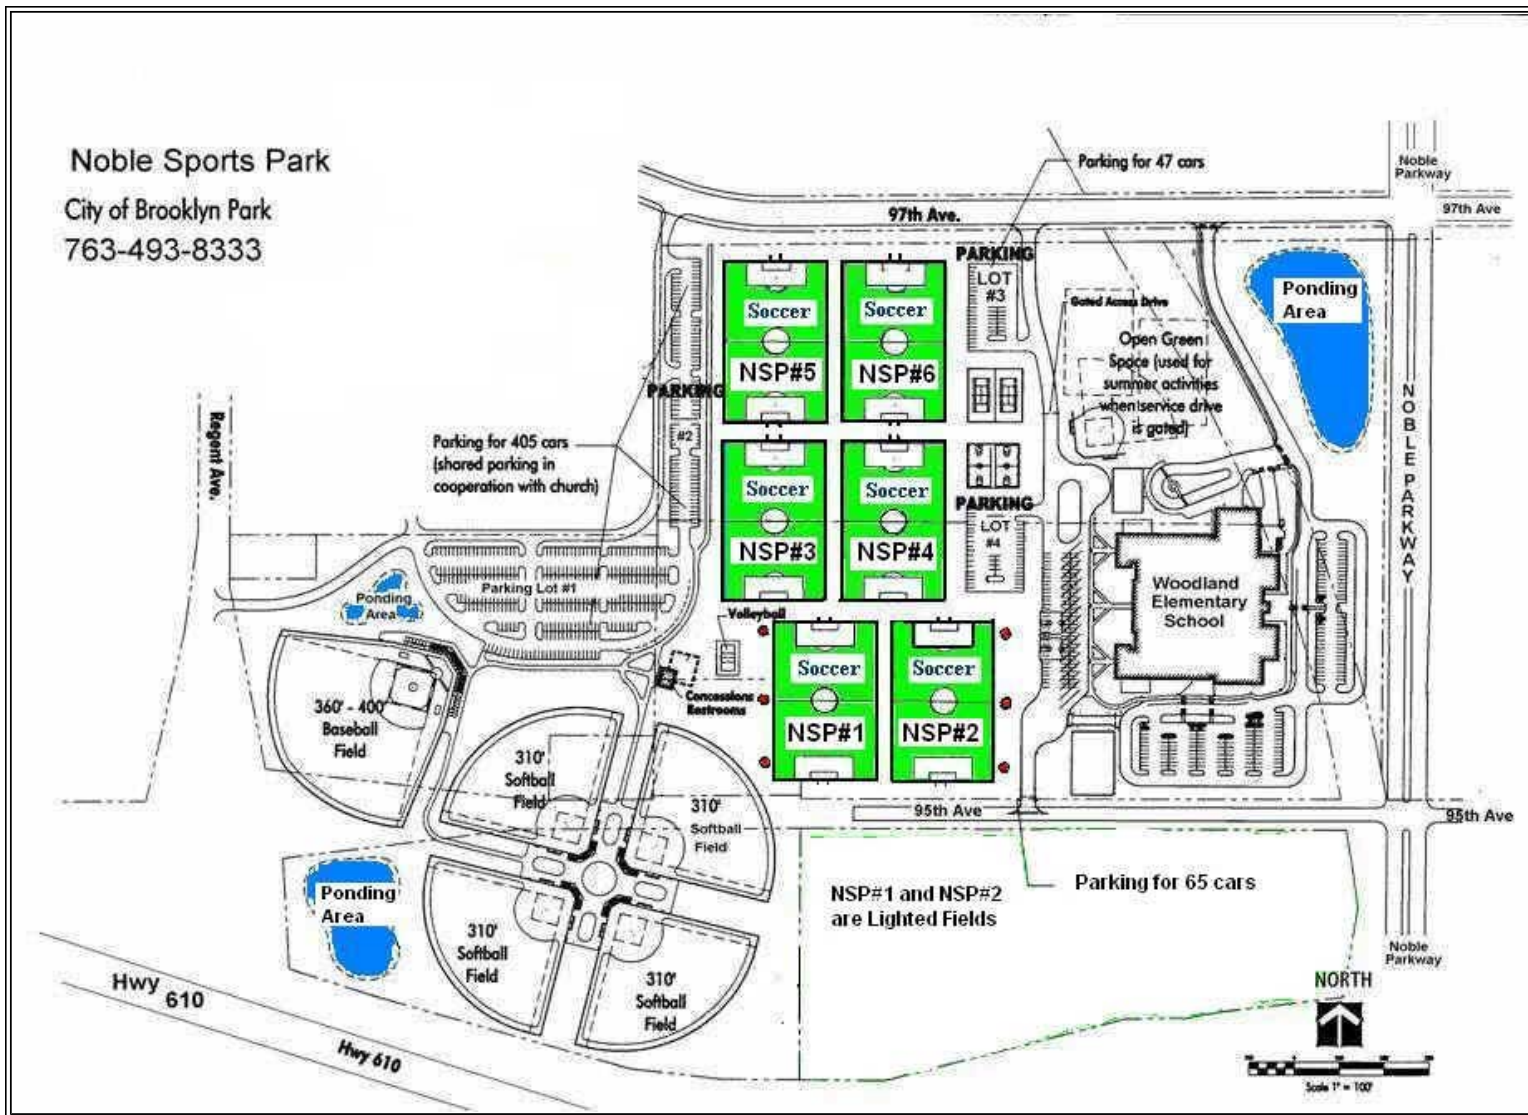 Noble Sports Park
City of Brooklyn Park
763-493-8333
Parking for 47 cars
Noble
Parkway
97th Ave.
97th Ave
PARKING
LOT
#3
Gated Access Drive
Ponding
Area
Open Green
Space (used for
summer activities
when service drive
is gated)
Soccer
NSP#5
Soccer
NSP#6
PARKING
#2
Regent Ave.
Parking for 405 cars
(shared parking in
cooperation with church)
NOBLE PARKWAY
Soccer
NSP#3
Soccer
NSP#4
PARKING
LOT
#4
Parking Lot #1
Ponding
Area
Woodland
Elementary
School
Volleyball
Soccer
NSP#1
Soccer
NSP#2
Concessions
Restrooms
360' - 400'
Baseball
Field
310'
Softball
Field
310'
Softball
Field
95th Ave
95th Ave
Parking for 65 cars
NSP#1 and NSP#2
are Lighted Fields
Ponding
Area
310'
Softball
Field
310'
Softball
Field
Noble
Parkway
Hwy
610
Hwy 610
NORTH
Scale 1" = 100'